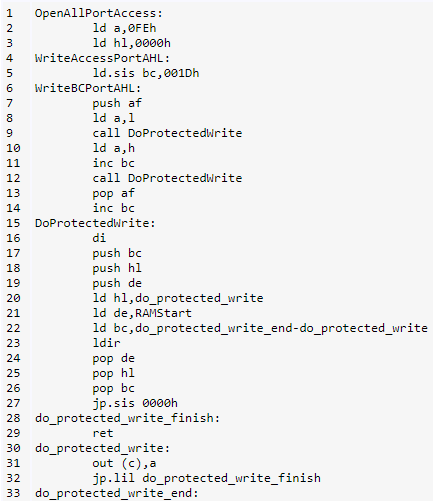 1 OpenAllPortAccess:
2 ld a,0FEh
3 ld hl,0000h
4 WriteAccessPortAHL:
5 ld.sis bc,001Dh
6 WriteBCPortAHL:
7 push af
8 ld a,l
9 call DoProtectedWrite
10 ld a,h
11 inc bc
12 call DoProtectedWrite
13 pop af
14 inc bc
15 DoProtectedWrite:
16 di
17 push bc
18 push hl
19 push de
20 ld hl,do_protected_write
21 ld de,RAMStart
22 ld bc,do_protected_write_end-do_protected_write
23 ldir
24 pop de
25 pop hl
26 pop bc
27 jp.sis 0000h
28 do_protected_write_finish:
29 ret
30 do_protected_write:
31 out (c),a
32 jp.lil do_protected_write_finish
33 do_protected_write_end: